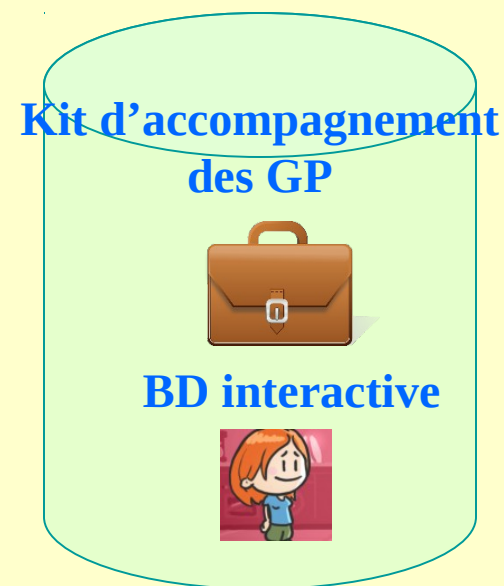 Kit d’accompagnement
des GP
BD interactive